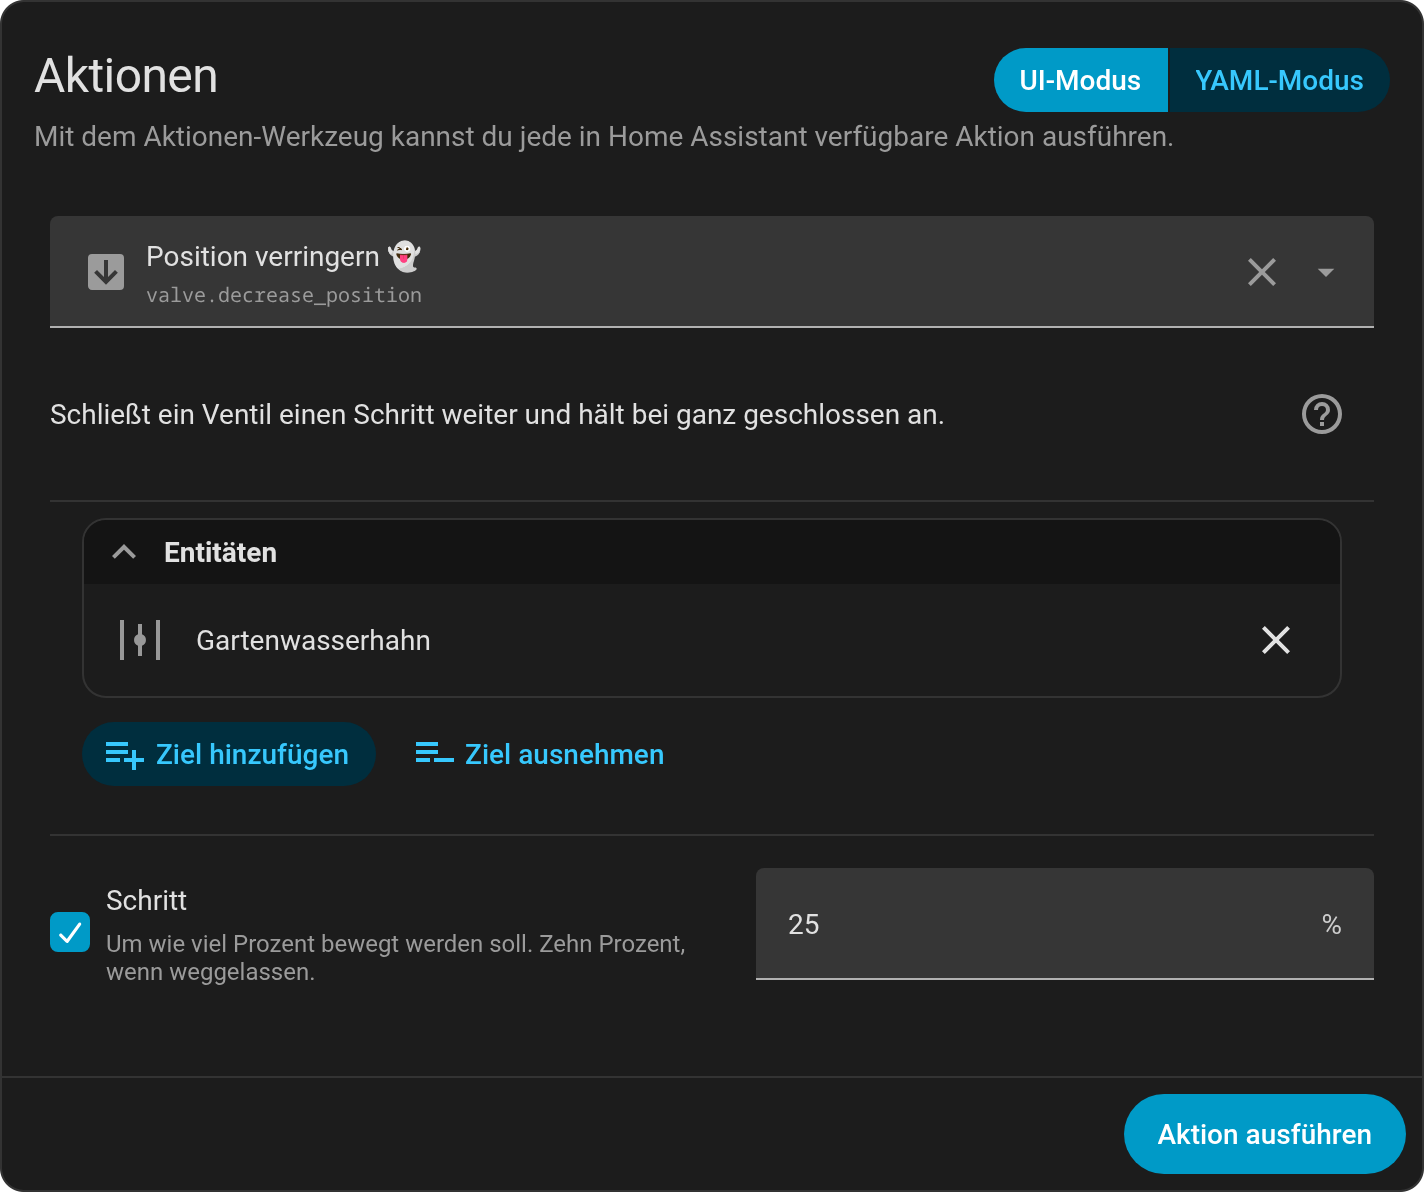 Aktionen
UI-Modus
YAML-Modus
Mit dem Aktionen-Werkzeug kannst du jede in Home Assistant verfügbare Aktion ausführen.
Position verringern 👻
valve.decrease_position
Schließt ein Ventil einen Schritt weiter und hält bei ganz geschlossen an.
Entitäten
Gartenwasserhahn
Ziel hinzufügen
Ziel ausnehmen
Schritt
Um wie viel Prozent bewegt werden soll. Zehn Prozent,
wenn weggelassen.
25 %
Aktion ausführen